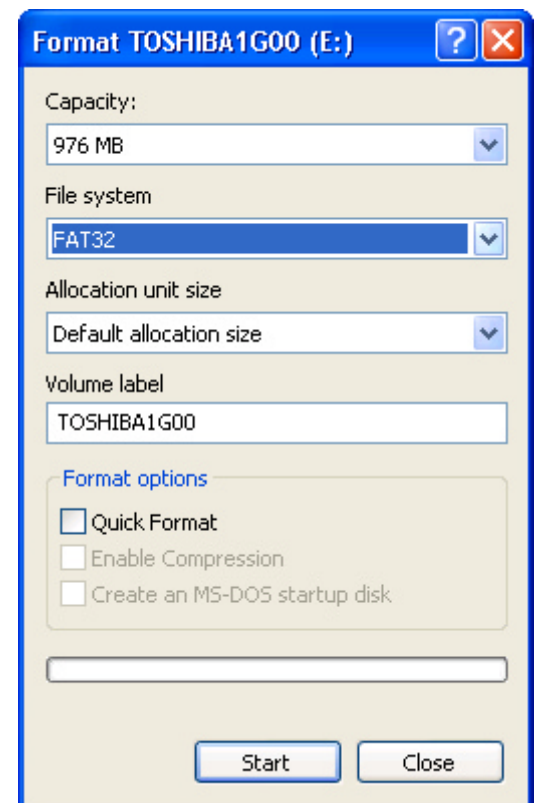 Format TOSHIBA1G00 (E:)
Capacity:
976 MB
File system
FAT32
Allocation unit size
Default allocation size
Volume label
TOSHIBA1G00
Format options
Quick Format
Enable Compression
Create an MS-DOS startup disk
Start Close